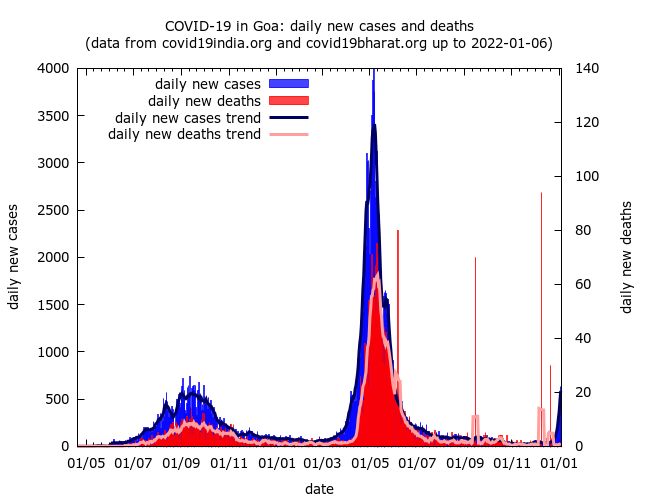 COVID-19 in Goa: daily new cases and deaths
(data from covid19india.org and covid19bharat.org up to 2022-01-06)
daily new cases
daily new deaths
daily new cases trend
daily new deaths trend
4000
3500
3000
2500
2000
1500
1000
500
0
140
120
100
80
60
40
20
0
daily new cases
daily new deaths
01/05 01/07 01/09 01/11 01/01 01/03 01/05 01/07 01/09 01/11 01/01
date